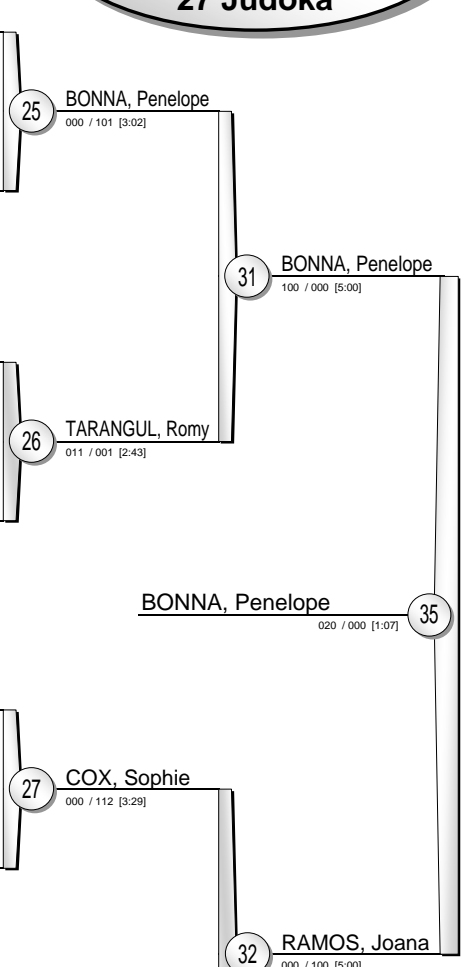 27 Judoka
25 BONNA, Penelope
000 / 101 [3:02]
31 BONNA, Penelope
100 / 000 [5:00]
26 TARANGUL, Romy
011 / 001 [2:43]
BONNA, Penelope 35
020 / 000 [1:07]
27 COX, Sophie
000 / 112 [3:29]
32 RAMOS, Joana
000 / 100 [5:00]